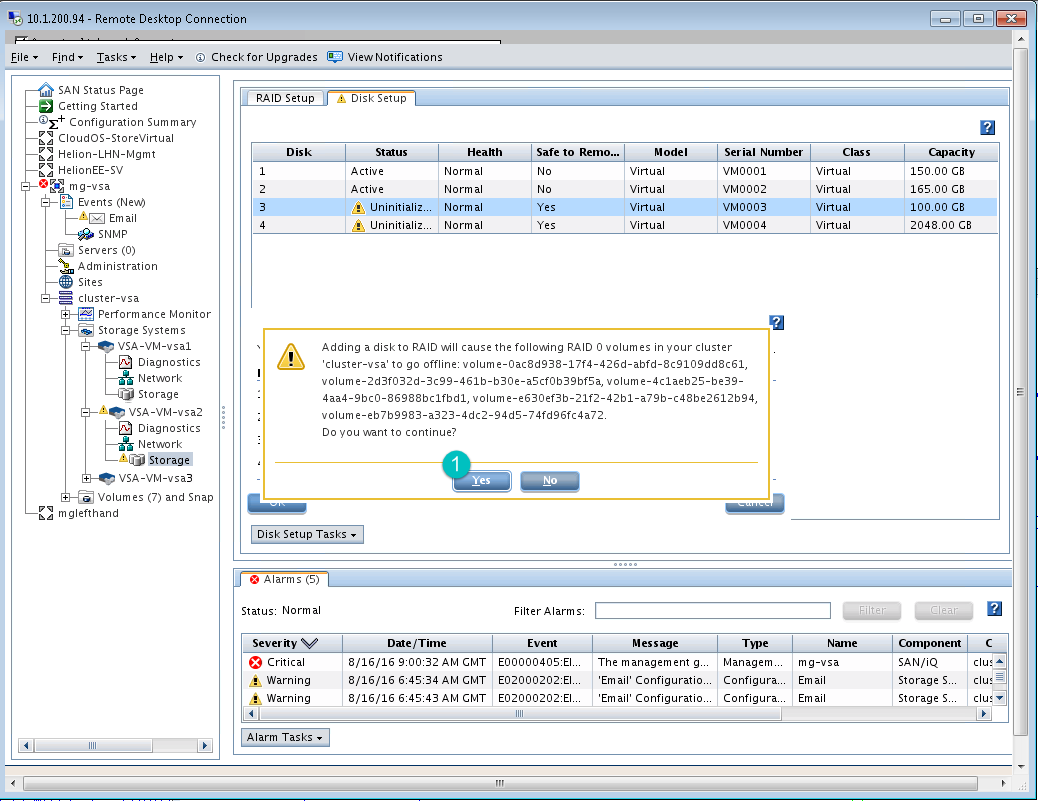 10.1.200.94 - Remote Desktop Connection
File Find Tasks Help Check for Upgrades View Notifications
SAN Status Page
Getting Started
Configuration Summary
CloudOS-StoreVirtual
Helion-LHN-Mgmt
HelionEE-SV
mg-vsa
Events (New)
Email
SNMP
Servers (0)
Administration
Sites
cluster-vsa
Performance Monitor
Storage Systems
VSA-VM-vsa1
Diagnostics
Network
Storage
VSA-VM-vsa2
Diagnostics
Network
Storage
VSA-VM-vsa3
Volumes (7) and Snap
mglefthand
RAID Setup Disk Setup
Disk Status Health Safe to Remo... Model Serial Number Class Capacity
1 Active Normal No Virtual VM0001 Virtual 150.00 GB
2 Active Normal No Virtual VM0002 Virtual 165.00 GB
3 Uninitializ... Normal Yes Virtual VM0003 Virtual 100.00 GB
4 Uninitializ... Normal Yes Virtual VM0004 Virtual 2048.00 GB
Adding a disk to RAID will cause the following RAID 0 volumes in your cluster
'cluster-vsa' to go offline: volume-0ac8d938-17f4-426d-abfd-8c9109dd8c61,
volume-2d3f032d-3c99-461b-b30e-a5cf0b39bf5a, volume-4c1aeb25-be39-
4aa4-9bc0-86988bc1fbd1, volume-e630ef3b-21f2-42b1-a79b-c48be2612b94,
volume-eb7b9983-a323-4dc2-94d5-74fd96fc4a72.
Do you want to continue?
1
Yes No
OK Cancel
Disk Setup Tasks
Alarms (5)
Status: Normal Filter Alarms: Filter Clear
Severity Date/Time Event Message Type Name Component C
Critical 8/16/16 9:00:32 AM GMT E00000405:El... The management g... Managem... mg-vsa SAN/iQ clus
Warning 8/16/16 6:45:34 AM GMT E02000202:El... 'Email' Configuratio... Configura... Email Storage S... clus
Warning 8/16/16 6:45:43 AM GMT E02000202:El... 'Email' Configuratio... Configura... Email Storage S... clus
Alarm Tasks